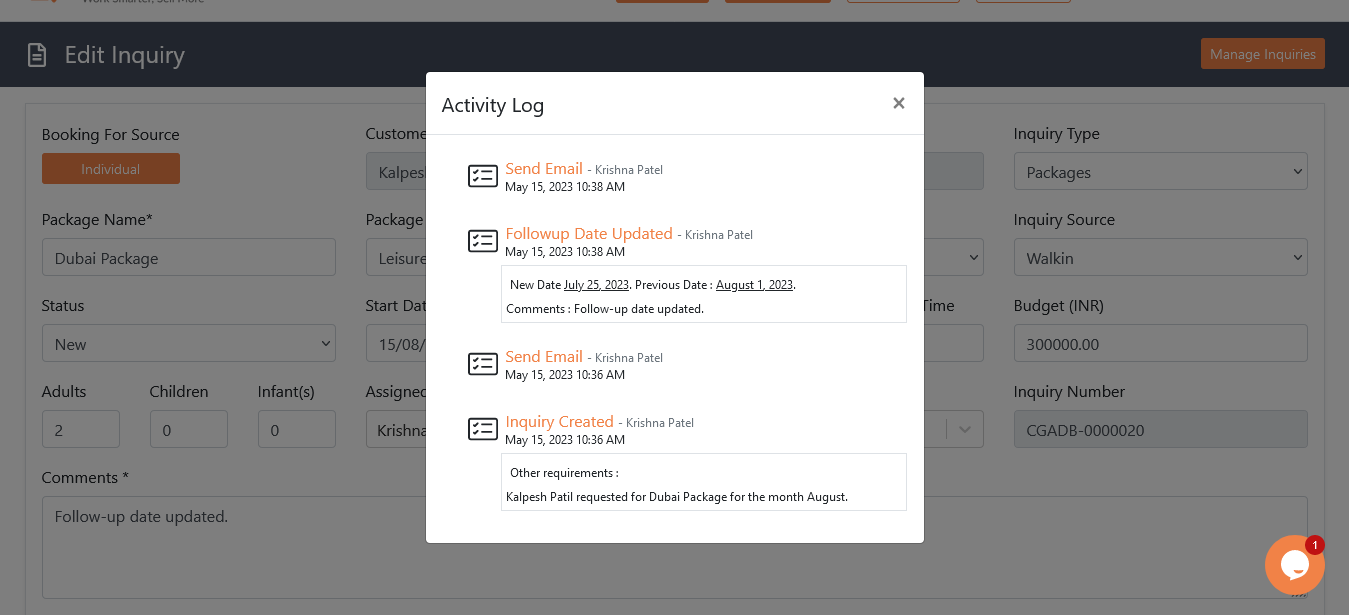 Work Smarter, Sell More
Edit Inquiry
Manage Inquiries
Activity Log
×
Send Email - Krishna Patel
May 15, 2023 10:38 AM
Followup Date Updated - Krishna Patel
May 15, 2023 10:38 AM
New Date July 25, 2023. Previous Date : August 1, 2023.
Comments : Follow-up date updated.
Send Email - Krishna Patel
May 15, 2023 10:36 AM
Inquiry Created - Krishna Patel
May 15, 2023 10:36 AM
Other requirements :
Kalpesh Patil requested for Dubai Package for the month August.
Booking For Source
Individual
Custome
Kalpes
Inquiry Type
Packages
Package Name*
Dubai Package
Package
Leisure
Inquiry Source
Walkin
Status
New
Start Dat
15/08/
Time
Budget (INR)
300000.00
Adults
2
Children
0
Infant(s)
0
Assigned
Krishna
Inquiry Number
CGADB-0000020
Comments *
Follow-up date updated.
1